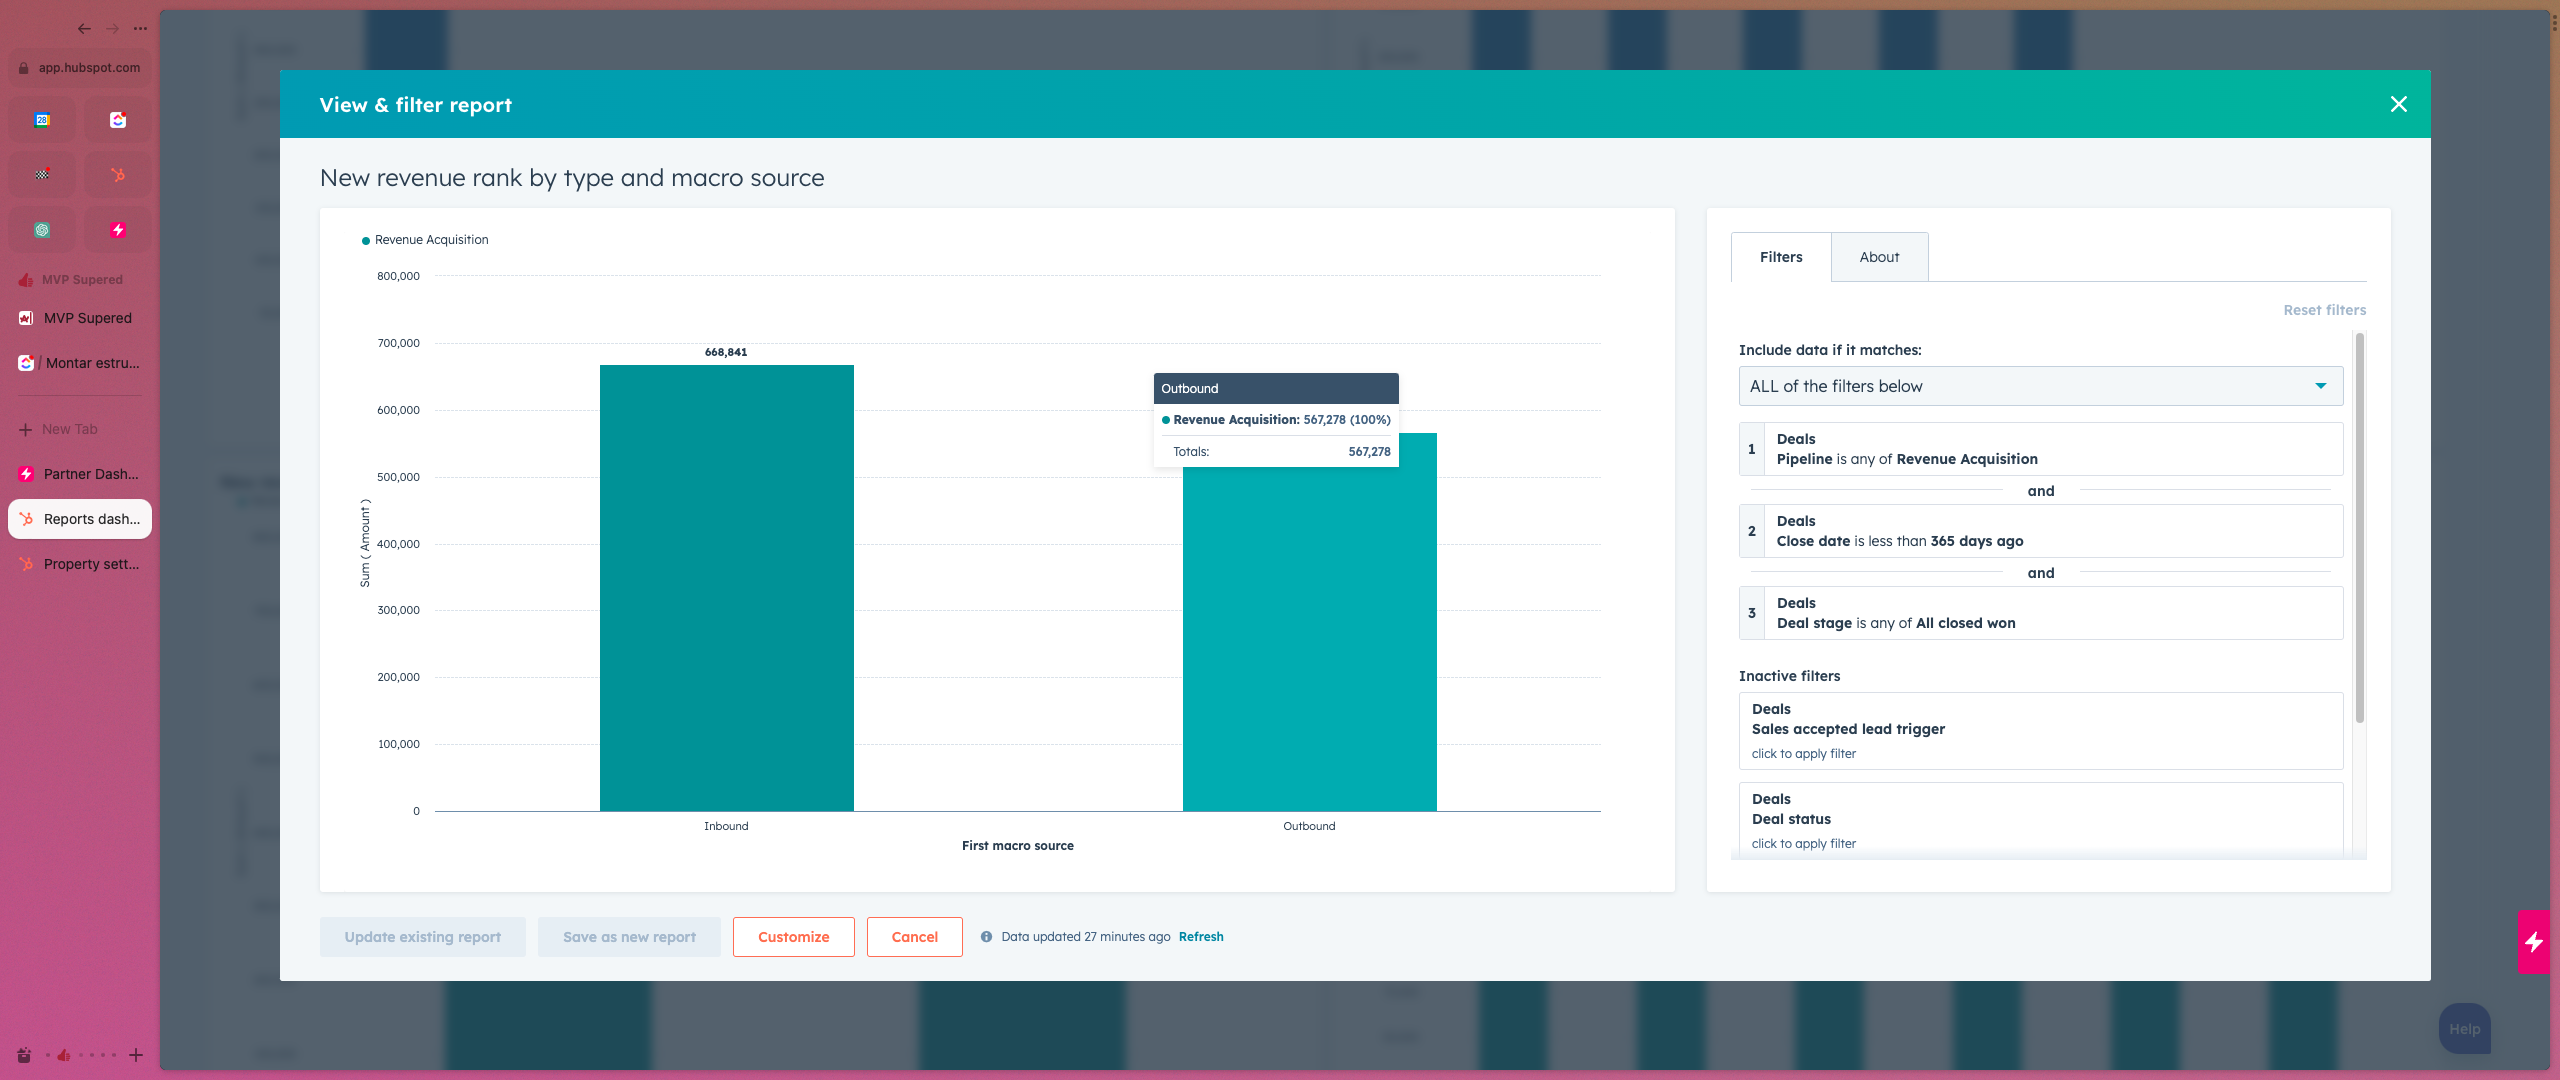 app.hubspot.com
28
MVP Supered
MVP Supered
/ Montar estru...
New Tab
Partner Dash...
Reports dash...
Property sett...
View & filter report
New revenue rank by type and macro source
Revenue Acquisition
800,000
700,000
600,000
500,000
400,000
300,000
200,000
100,000
0
Sum ( Amount )
668,841
Outbound
Revenue Acquisition: 567,278 (100%)
Totals: 567,278
Inbound
Outbound
First macro source
Filters
About
Reset filters
Include data if it matches:
ALL of the filters below
1
Deals
Pipeline is any of Revenue Acquisition
and
2
Deals
Close date is less than 365 days ago
and
3
Deals
Deal stage is any of All closed won
Inactive filters
Deals
Sales accepted lead trigger
click to apply filter
Deals
Deal status
click to apply filter
Update existing report
Save as new report
Customize
Cancel
Data updated 27 minutes ago Refresh
Help